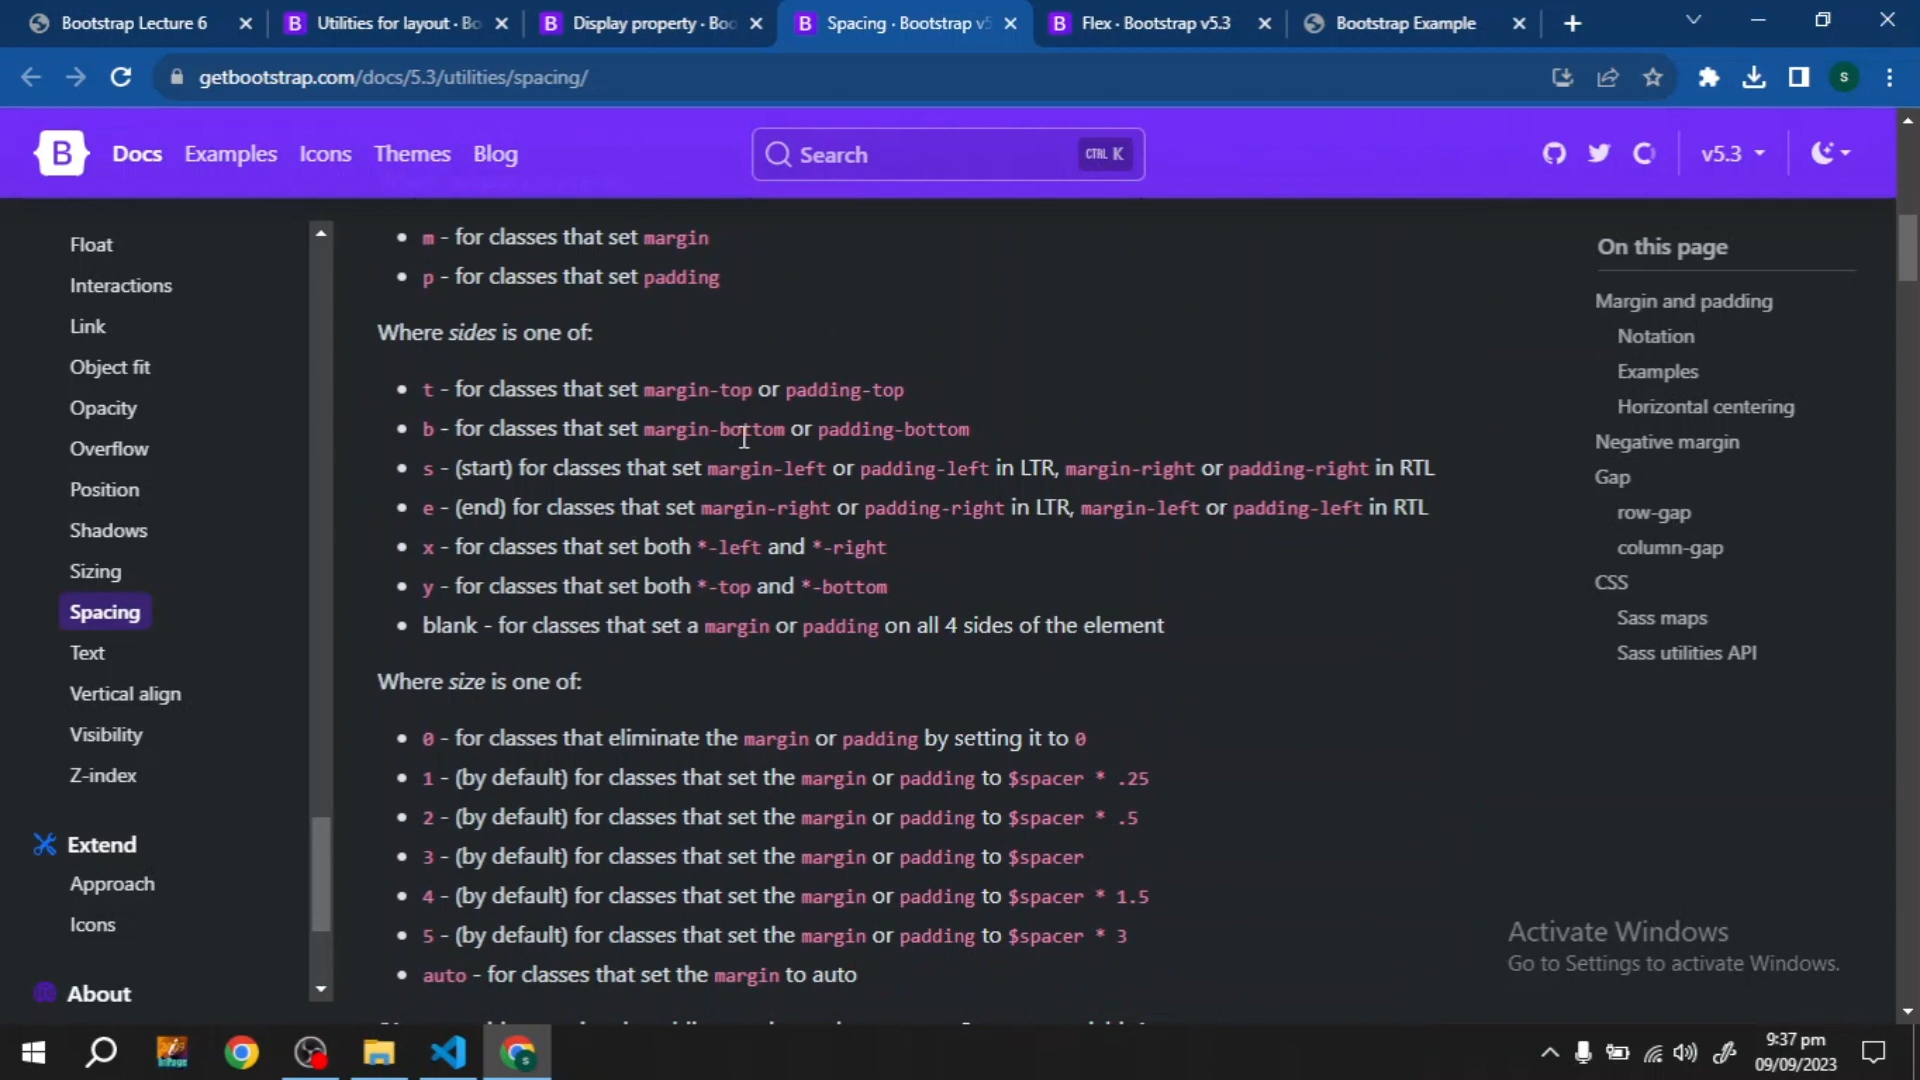 Bootstrap Lecture 6
Utilities for layout · Bo
Display property · Boo
Spacing · Bootstrap v5
Flex · Bootstrap v5.3
Bootstrap Example
getbootstrap.com/docs/5.3/utilities/spacing/
S
B Docs Examples Icons Themes Blog
Search CTRL K
v5.3
Float
Interactions
Link
Object fit
Opacity
Overflow
Position
Shadows
Sizing
Spacing
Text
Vertical align
Visibility
Z-index
Extend
Approach
Icons
About
m - for classes that set margin
p - for classes that set padding
Where sides is one of:
t - for classes that set margin-top or padding-top
b - for classes that set margin-bottom or padding-bottom
s - (start) for classes that set margin-left or padding-left in LTR, margin-right or padding-right in RTL
e - (end) for classes that set margin-right or padding-right in LTR, margin-left or padding-left in RTL
x - for classes that set both *-left and *-right
y - for classes that set both *-top and *-bottom
blank - for classes that set a margin or padding on all 4 sides of the element
Where size is one of:
0 - for classes that eliminate the margin or padding by setting it to 0
1 - (by default) for classes that set the margin or padding to $spacer * .25
2 - (by default) for classes that set the margin or padding to $spacer * .5
3 - (by default) for classes that set the margin or padding to $spacer
4 - (by default) for classes that set the margin or padding to $spacer * 1.5
5 - (by default) for classes that set the margin or padding to $spacer * 3
auto - for classes that set the margin to auto
On this page
Margin and padding
Notation
Examples
Horizontal centering
Negative margin
Gap
row-gap
column-gap
CSS
Sass maps
Sass utilities API
Activate Windows
Go to Settings to activate Windows.
9:37 pm
09/09/2023